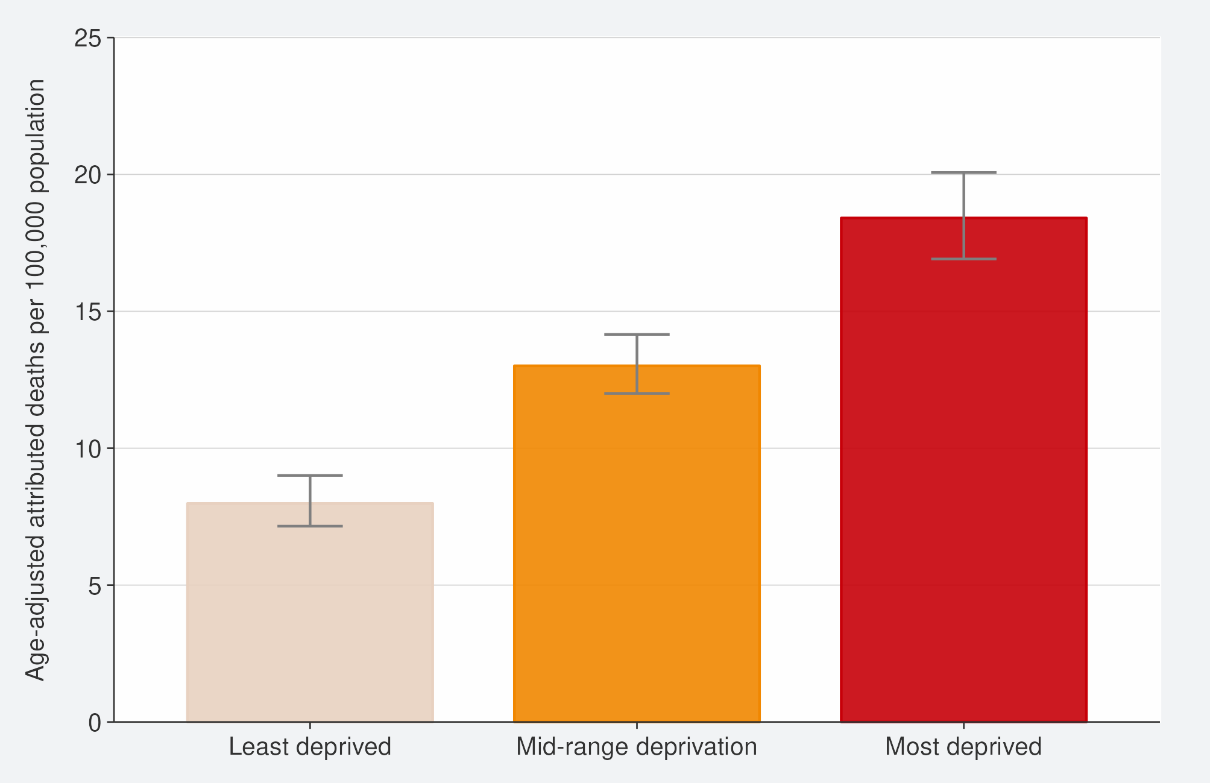 Age-adjusted attributed deaths per 100,000 population
25
20
15
10
5
0
Least deprived
Mid-range deprivation
Most deprived